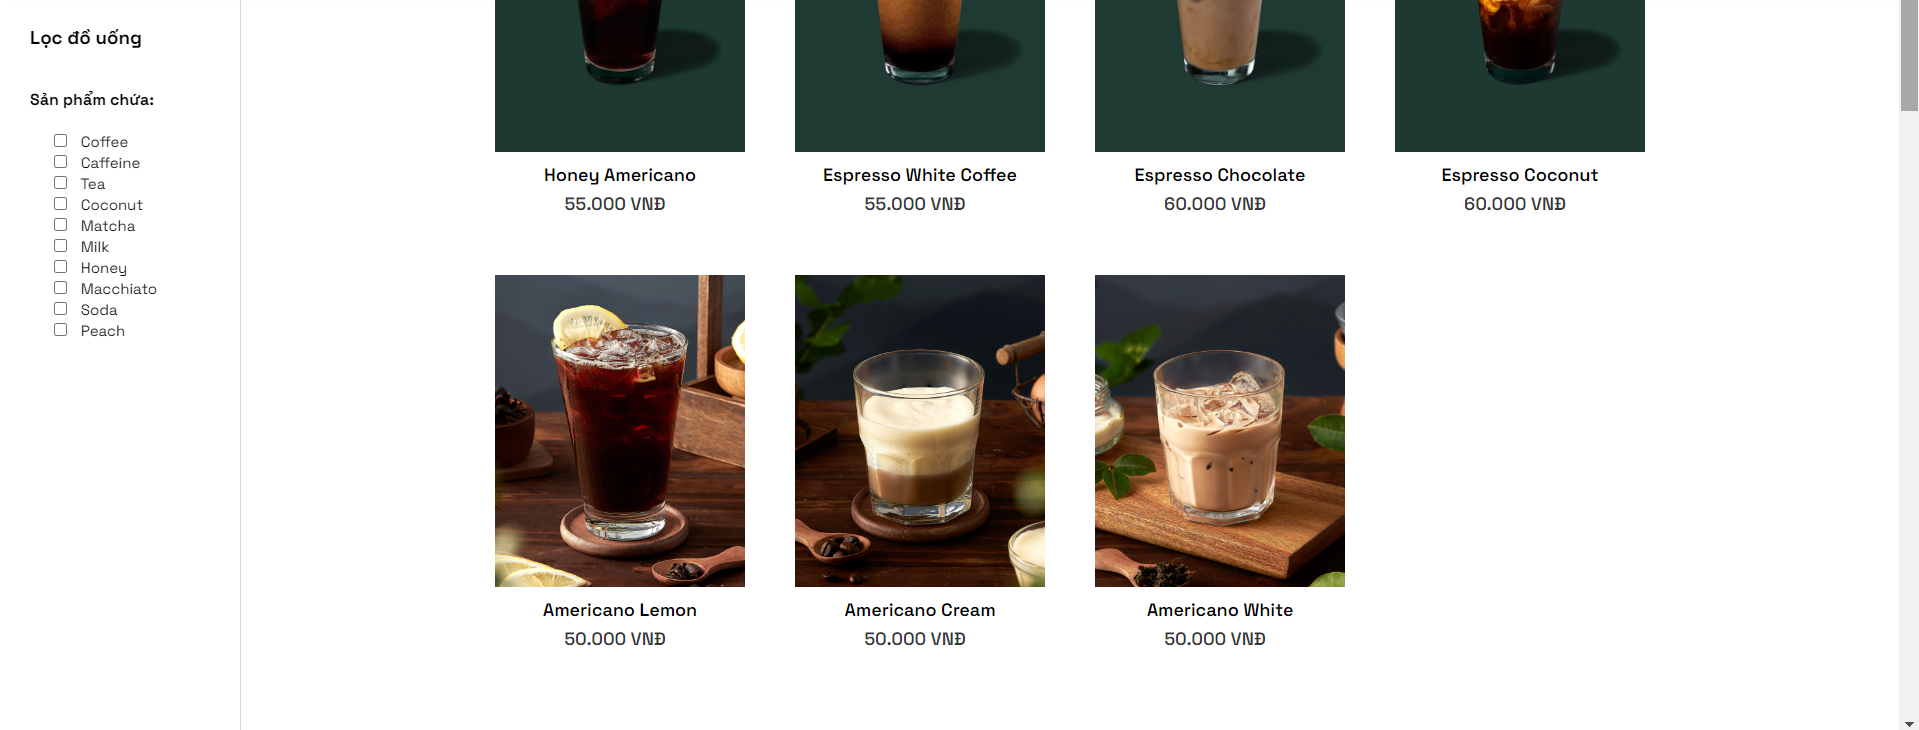 Lọc đồ uống
Sản phẩm chứa:
Coffee
Caffeine
Tea
Coconut
Matcha
Milk
Honey
Macchiato
Soda
Peach
Honey Americano
55.000 VNĐ
Espresso White Coffee
55.000 VNĐ
Espresso Chocolate
60.000 VNĐ
Espresso Coconut
60.000 VNĐ
Americano Lemon
50.000 VNĐ
Americano Cream
50.000 VNĐ
Americano White
50.000 VNĐ